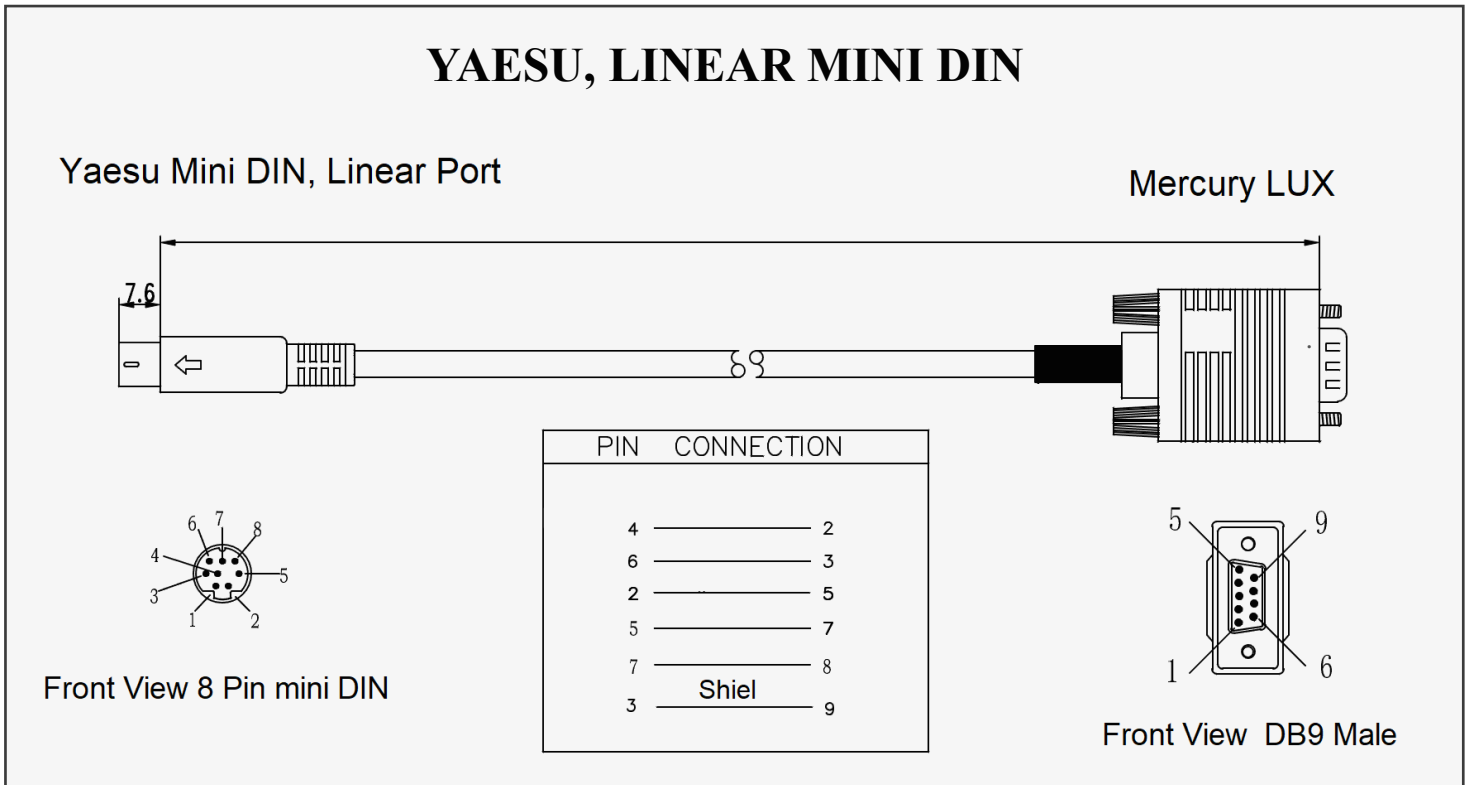 YAESU, LINEAR MINI DIN
Yaesu Mini DIN, Linear Port
Mercury LUX
7.6
PIN CONNECTION
4 2
6 3
2 5
5 7
7 8
Shiel
3 9
6 7 8
4
5
3
1 2
Front View 8 Pin mini DIN
5 9
1 6
Front View DB9 Male